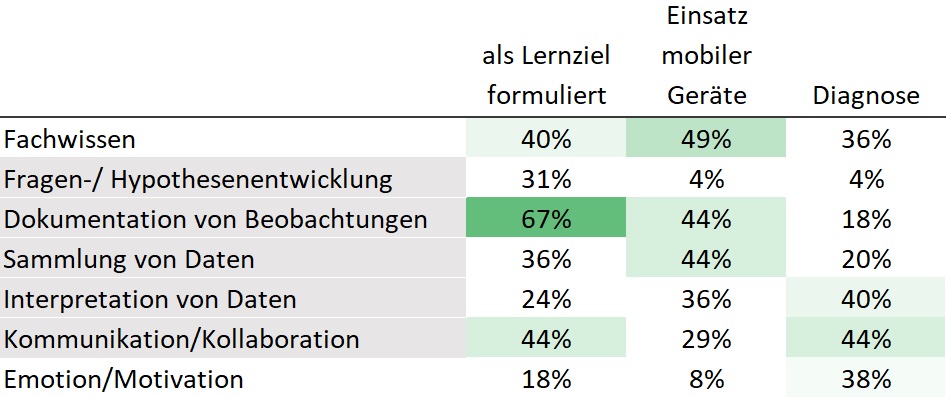 als Lernziel formuliert
Einsatz mobiler Geräte
Diagnose
Fachwissen 40% 49% 36%
Fragen-/ Hypothesenentwicklung 31% 4% 4%
Dokumentation von Beobachtungen 67% 44% 18%
Sammlung von Daten 36% 44% 20%
Interpretation von Daten 24% 36% 40%
Kommunikation/Kollaboration 44% 29% 44%
Emotion/Motivation 18% 8% 38%